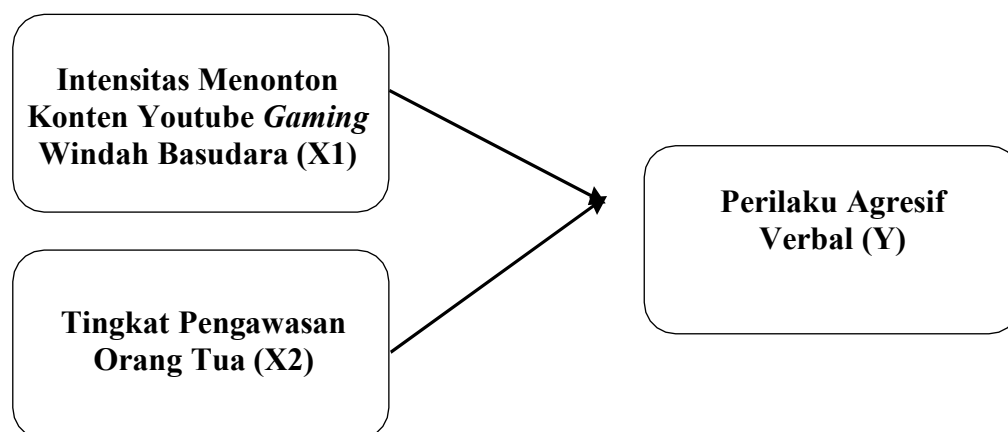 Intensitas Menonton
Konten Youtube Gaming
Windah Basudara (X1)
Tingkat Pengawasan
Orang Tua (X2)
Perilaku Agresif
Verbal (Y)